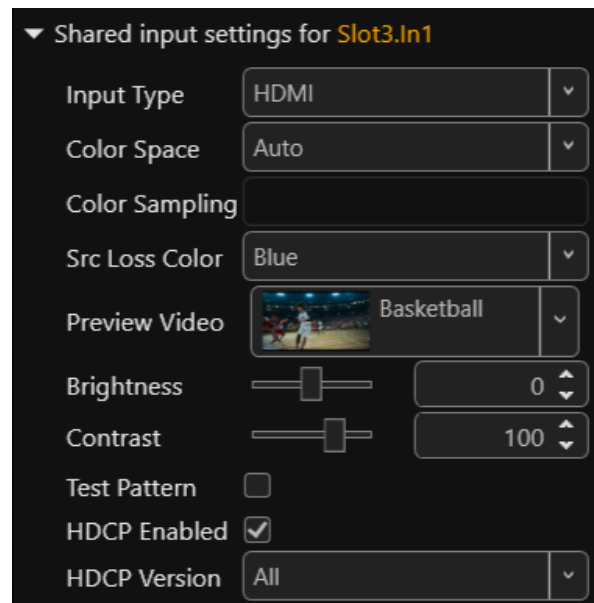 Shared input settings for Slot3.In1
Input Type HDMI
Color Space Auto
Color Sampling
Src Loss Color Blue
Preview Video Basketball
Brightness 0
Contrast 100
Test Pattern
HDCP Enabled
HDCP Version All